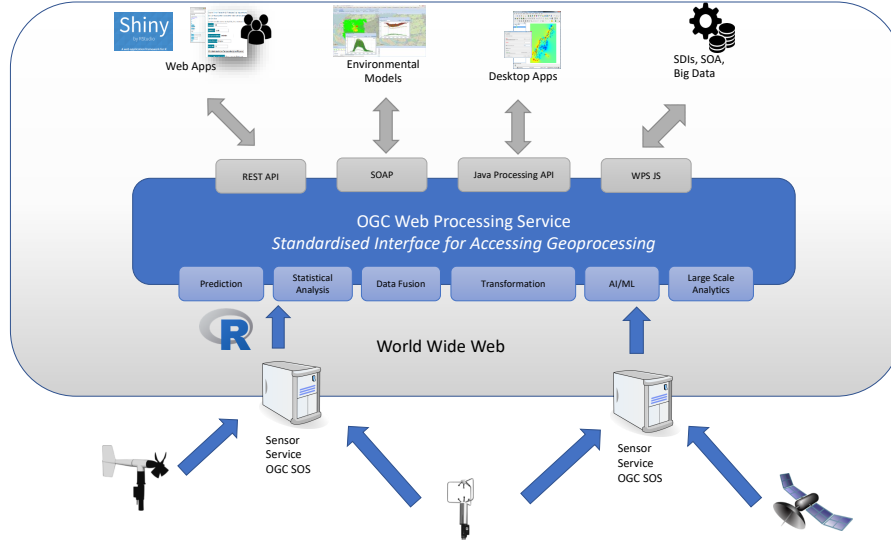 Shiny
by RStudio
Web Apps
Environmental
Models
Desktop Apps
SDIs, SOA,
Big Data
REST API
SOAP
Java Processing API
WPS JS
OGC Web Processing Service
Standardised Interface for Accessing Geoprocessing
Prediction
Statistical
Analysis
Data Fusion
Transformation
AI/ML
Large Scale
Analytics
R
World Wide Web
Sensor
Service
OGC SOS
Sensor
Service
OGC SOS